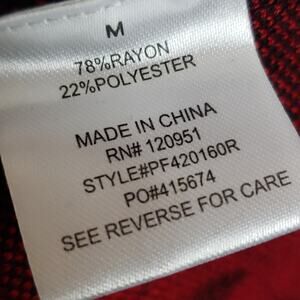 M
78%RAYON
22%POLYESTER
MADE IN CHINA
RN# 120951
STYLE#PF420160R
PO#415674
SEE REVERSE FOR CARE